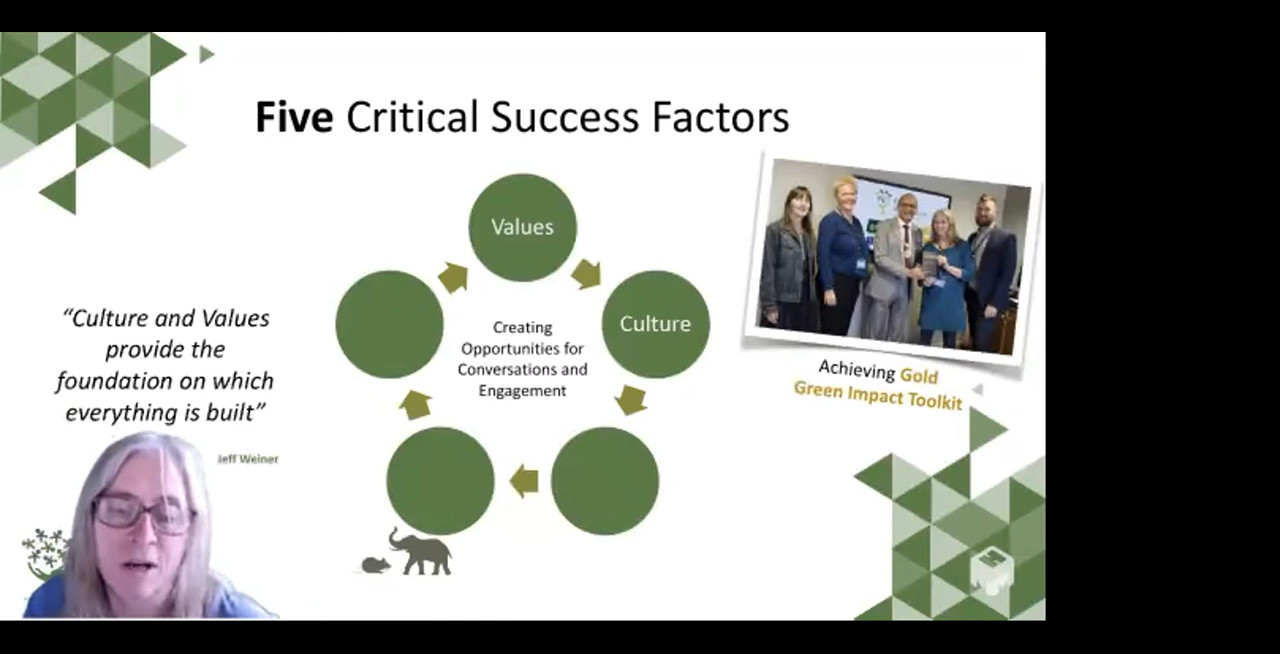 Five Critical Success Factors
Values
Culture
Creating
Opportunities for
Conversations and
Engagement
“Culture and Values
provide the
foundation on which
everything is built”
Jeff Weiner
Achieving Gold
Green Impact Toolkit